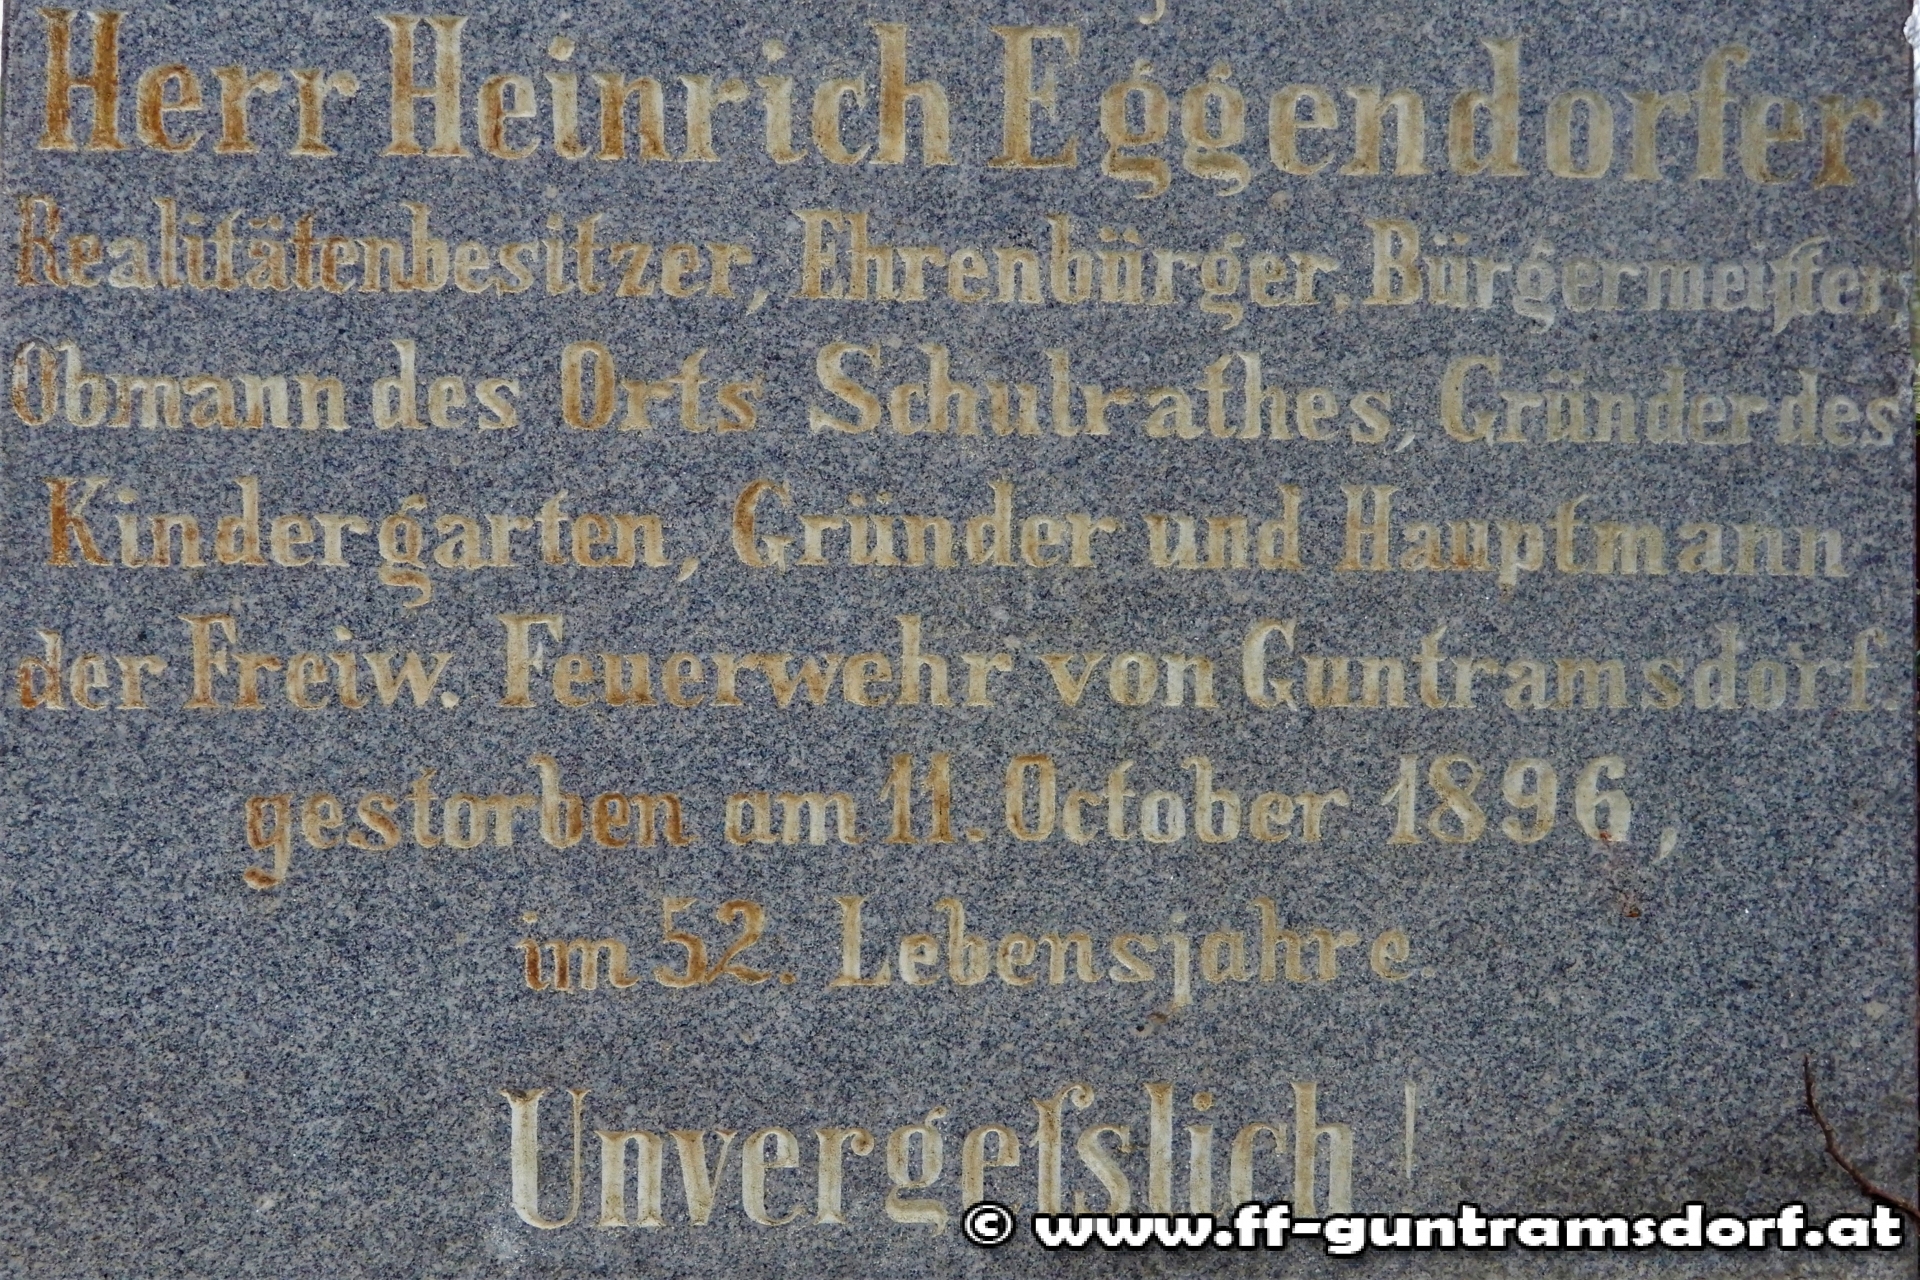 Herr Heinrich Eggendorfer
Realitätenbesitzer, Ehrenbürger, Bürgermeiſter,
Obmann des Orts Schulrathes, Gründer des
Kindergarten, Gründer und Hauptmann
der Freiw. Feuerwehr von Guntramsdorf.
gestorben am 11. October 1896,
im 52. Lebensjahre.
Unvergeſslich!
© www.ff-guntramsdorf.at